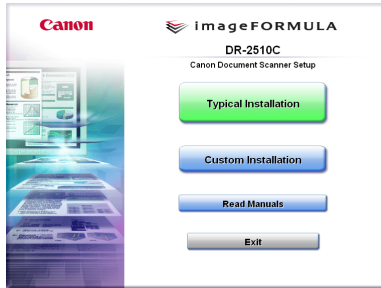 Canon
imageFORMULA
DR-2510C
Canon Document Scanner Setup
Typical Installation
Custom Installation
Read Manuals
Exit